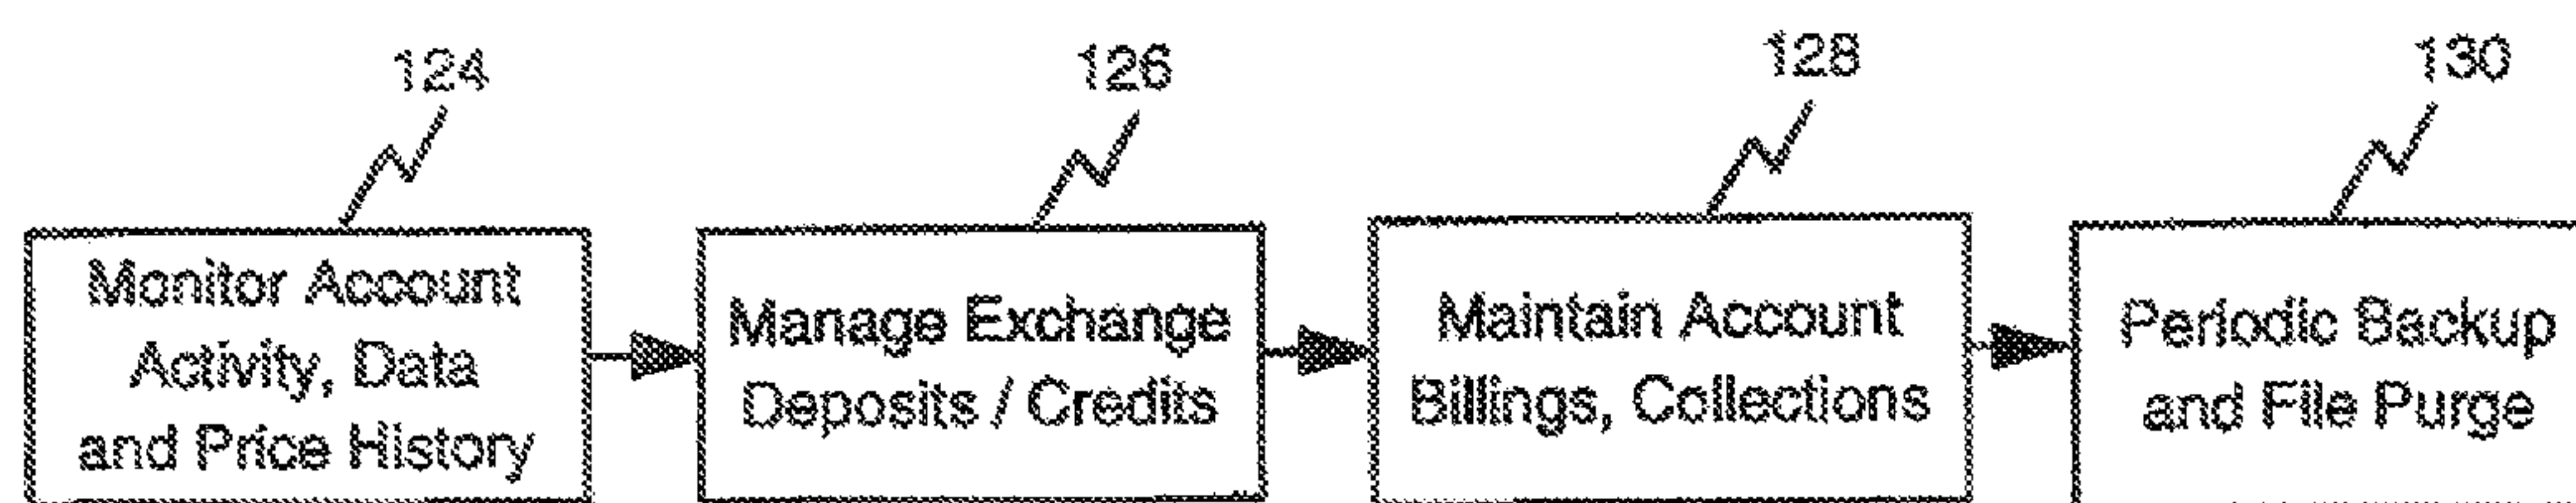 124
126
128
130
Monitor Account
Activity, Data
and Price History
Manage Exchange
Deposits / Credits
Maintain Account
Billings, Collections
Periodic Backup
and File Purge